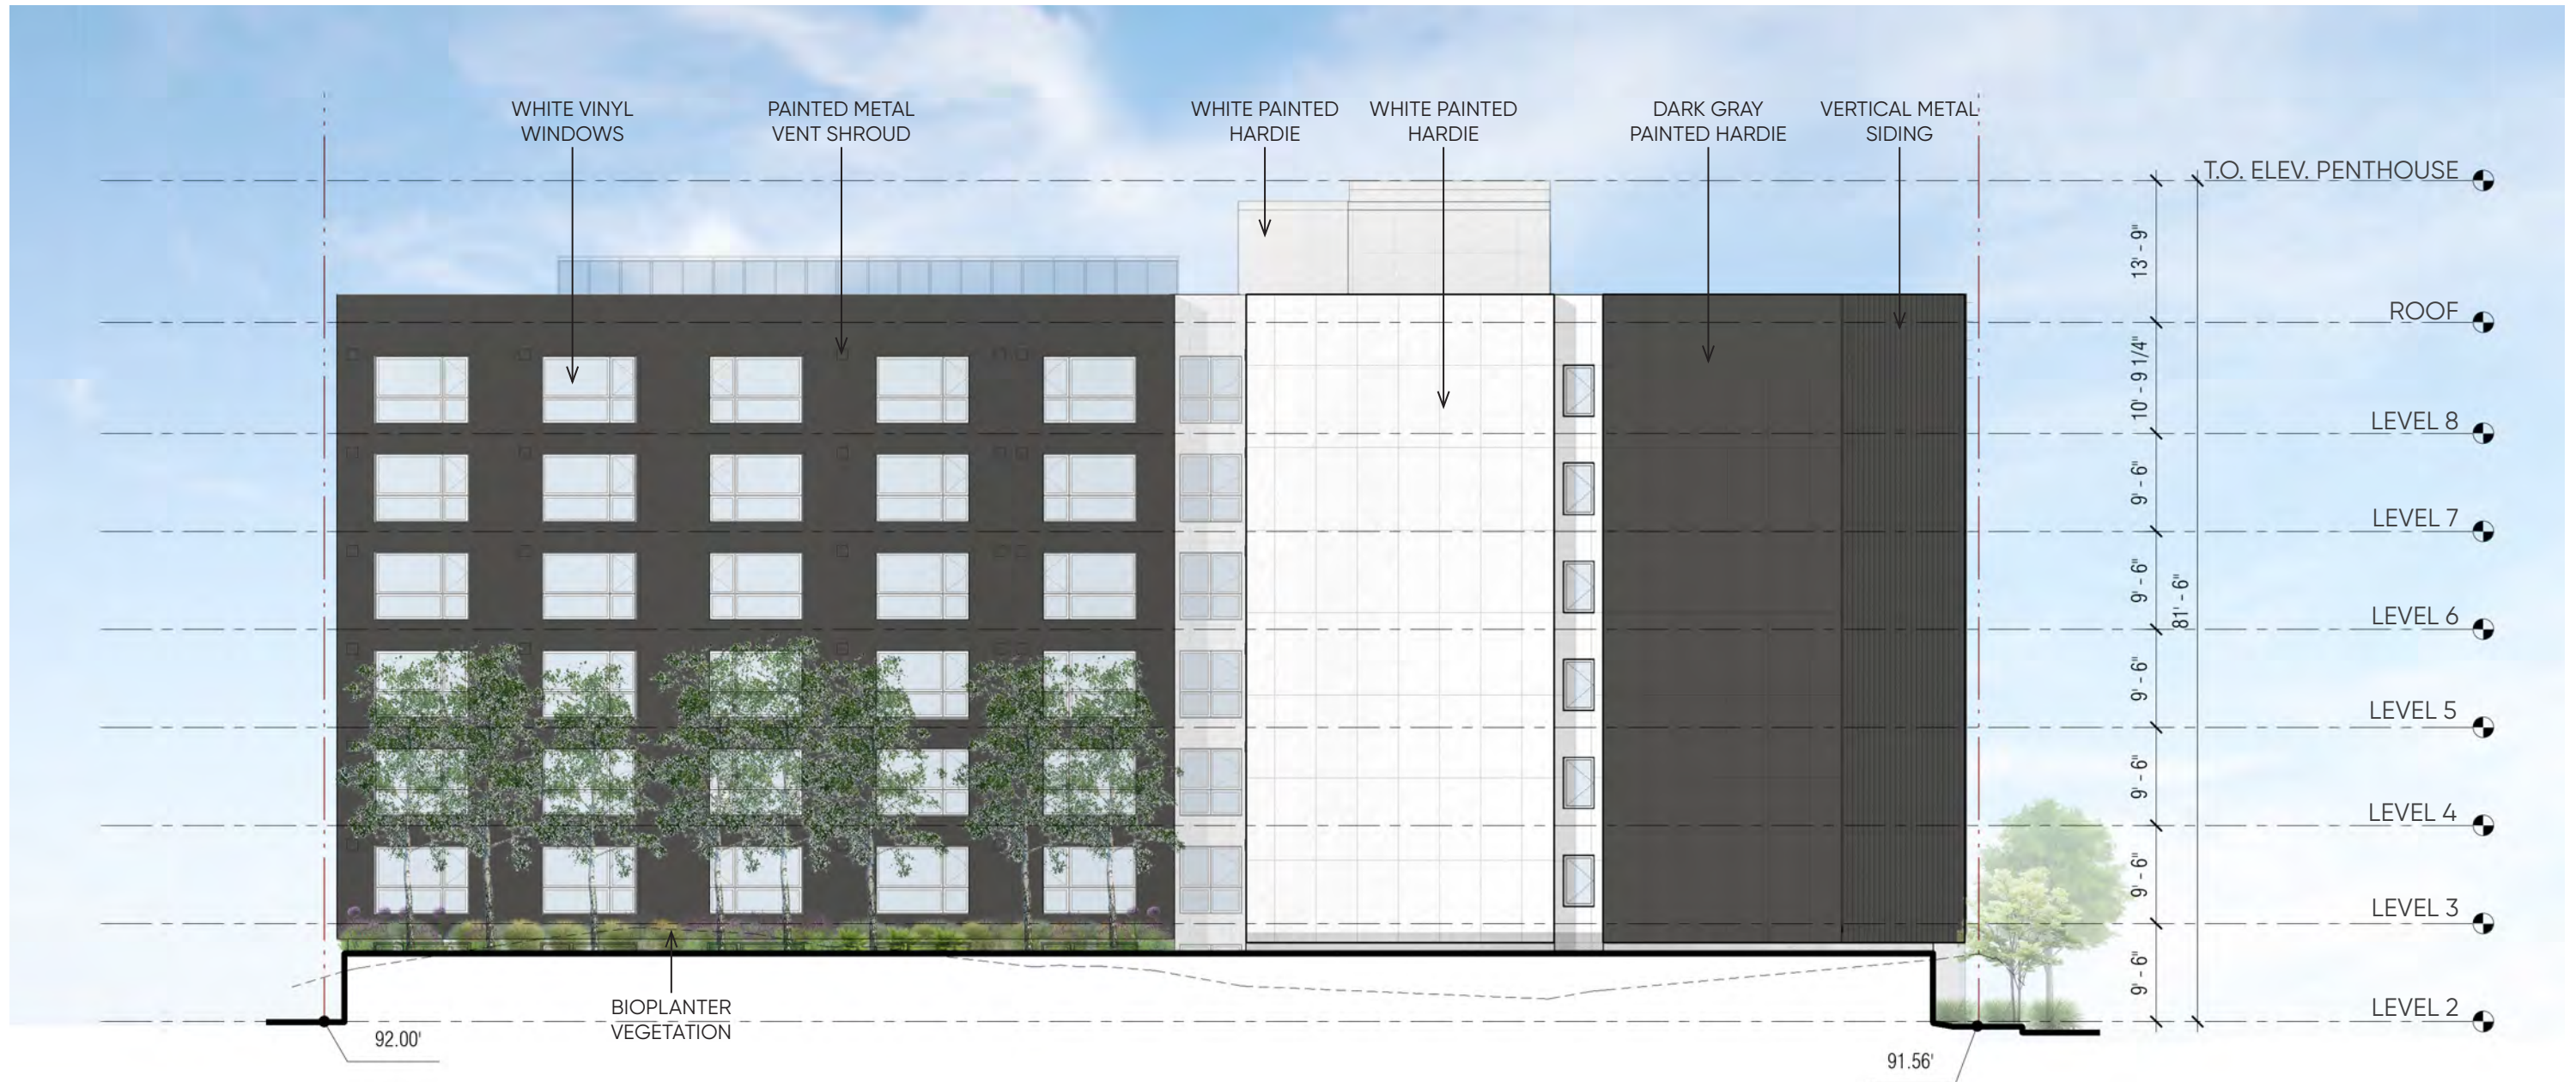 WHITE VINYL
WINDOWS
PAINTED METAL
VENT SHROUD
WHITE PAINTED
HARDIE
WHITE PAINTED
HARDIE
DARK GRAY
PAINTED HARDIE
VERTICAL METAL
SIDING
T.O. ELEV. PENTHOUSE
13' - 9"
ROOF
10' - 9 1/4"
LEVEL 8
9' - 6"
LEVEL 7
9' - 6"
81' - 6"
LEVEL 6
9' - 6"
LEVEL 5
9' - 6"
LEVEL 4
9' - 6"
LEVEL 3
9' - 6"
LEVEL 2
BIOPLANTER
VEGETATION
92.00'
91.56'